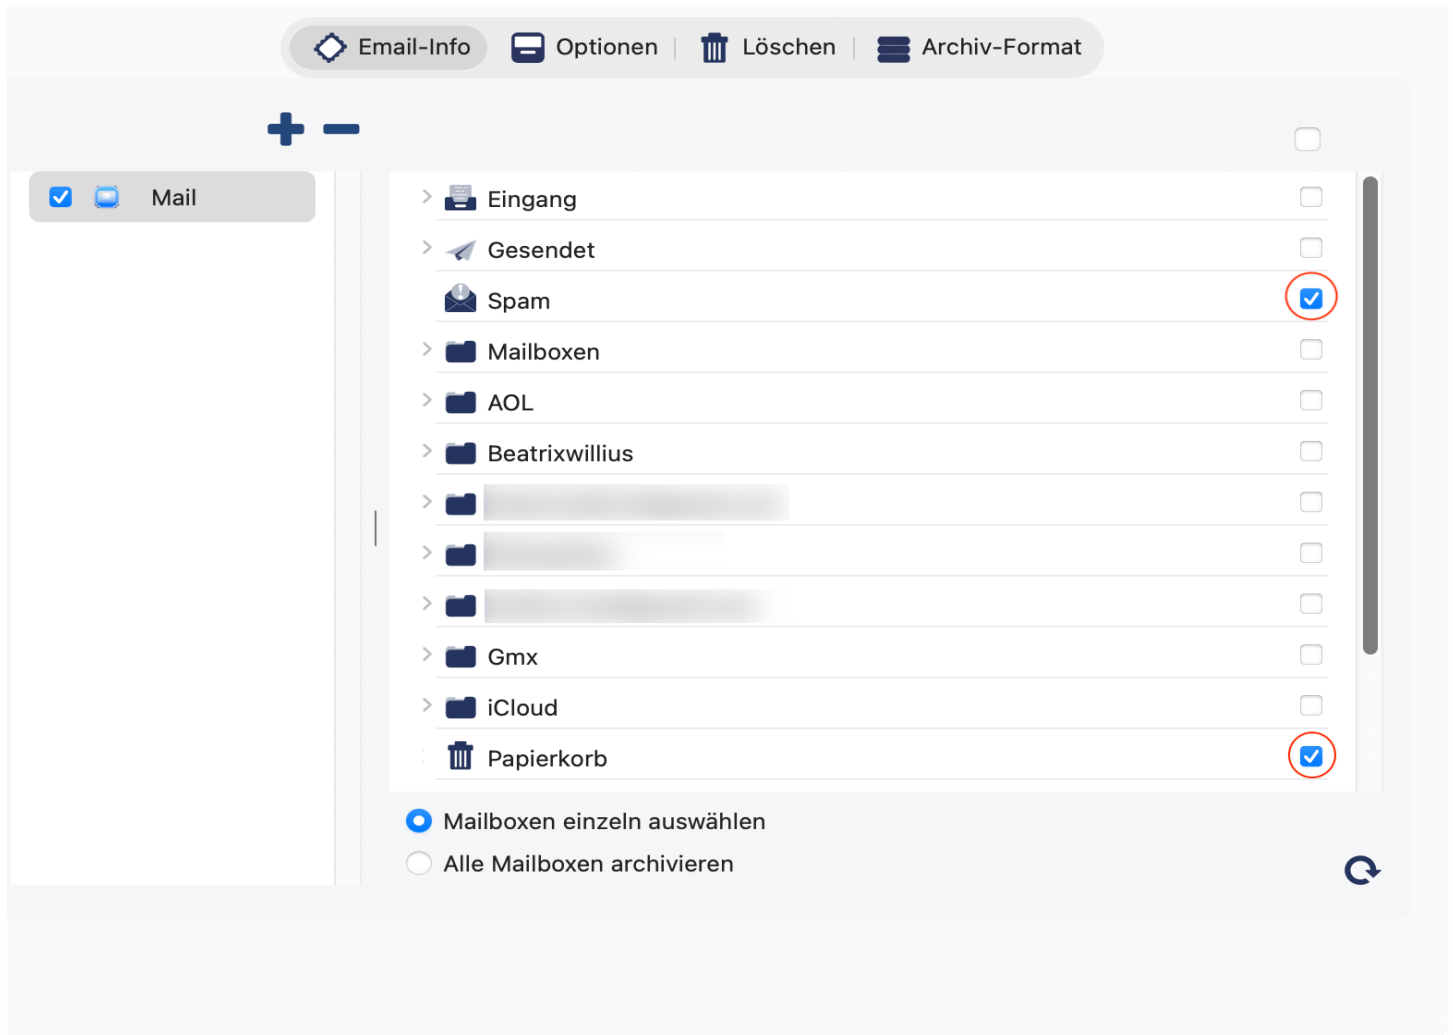 Email-Info Optionen Löschen Archiv-Format
Mail
Eingang
Gesendet
Spam
Mailboxen
AOL
Beatrixwillius
Gmx
iCloud
Papierkorb
Mailboxen einzeln auswählen
Alle Mailboxen archivieren